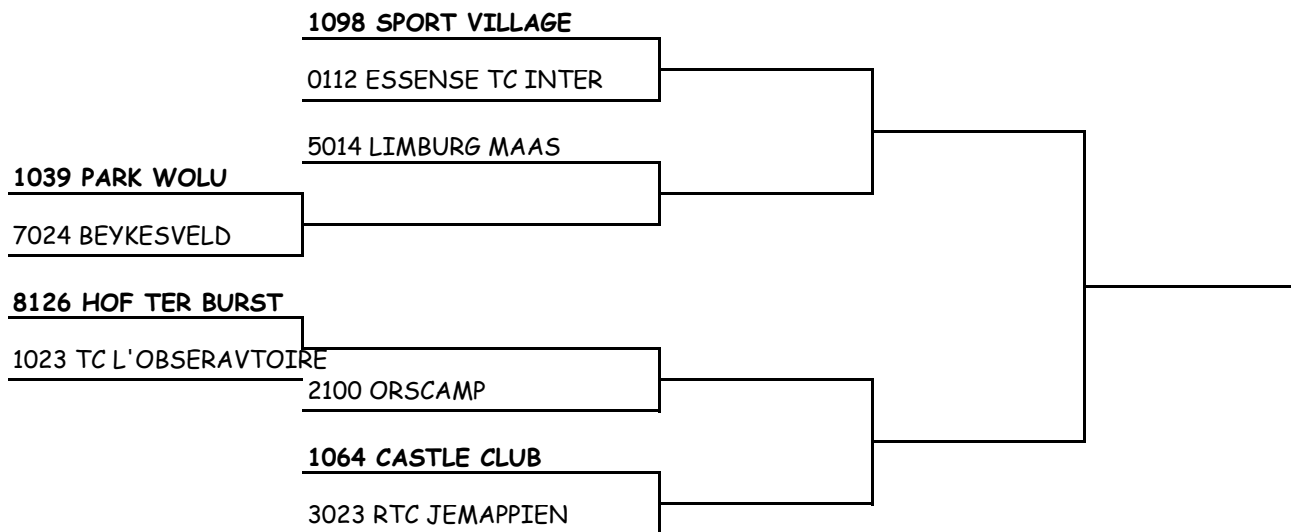 1098 SPORT VILLAGE
0112 ESSENSE TC INTER
5014 LIMBURG MAAS
1039 PARK WOLU
7024 BEYKESVELD
8126 HOF TER BURST
1023 TC L'OBSERAVTOIRE
2100 ORSCAMP
1064 CASTLE CLUB
3023 RTC JEMAPPIEN